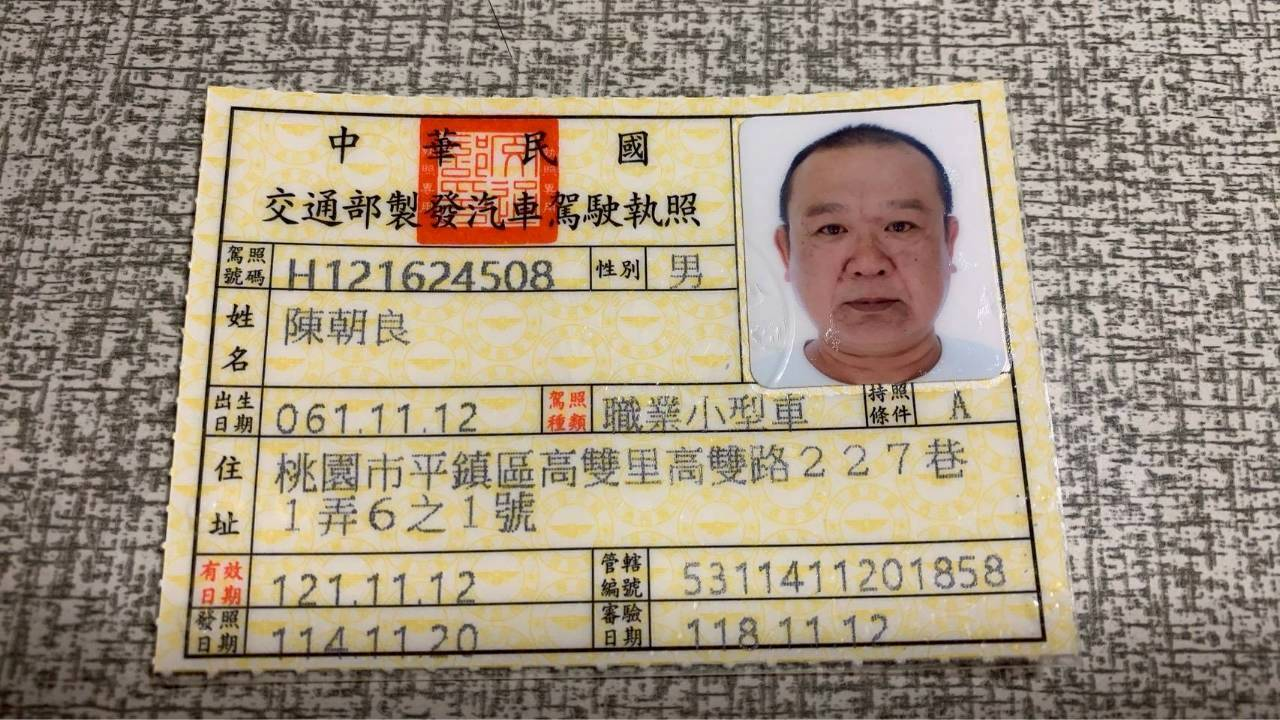 中華民國
交通部製發汽車駕駛執照
駕照號碼 H121624508 性別 男
姓名 陳朝良
出生日期 061.11.12 駕照種類 職業小型車 持照條件 A
住址 桃園市平鎮區高雙里高雙路227巷
1弄6之1號
有效日期 121.11.12 管轄編號 5311411201858
發照日期 114.11.20 審驗日期 118.11.12